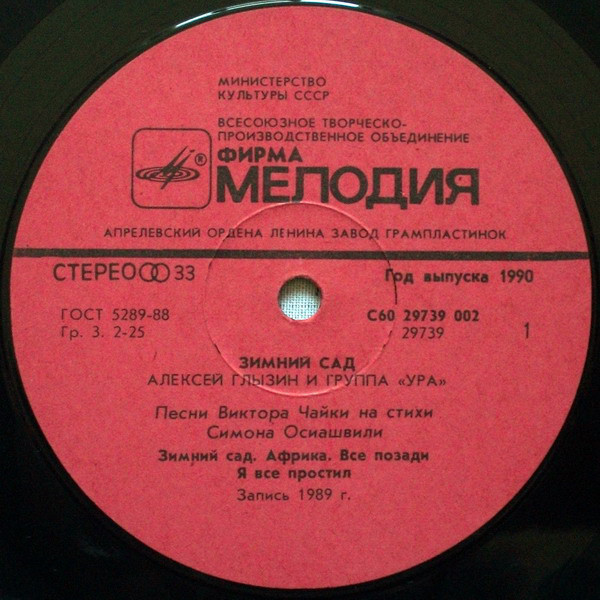 МИНИСТЕРСТВО
КУЛЬТУРЫ СССР
ВСЕСОЮЗНОЕ ТВОРЧЕСКО-
ПРОИЗВОДСТВЕННОЕ ОБЪЕДИНЕНИЕ
®
ФИРМА
МЕЛОДИЯ
АПРЕЛЕВСКИЙ ОРДЕНА ЛЕНИНА ЗАВОД ГРАМПЛАСТИНОК
СТЕРЕО 33
Год выпуска 1990
ГОСТ 5289-88
Гр. 3. 2-25
С60 29739 002
29739
1
ЗИМНИЙ САД
АЛЕКСЕЙ ГЛЫЗИН И ГРУППА «УРА»
Песни Виктора Чайки на стихи
Симона Осиашвили
Зимний сад. Африка. Все позади
Я все простил
Запись 1989 г.